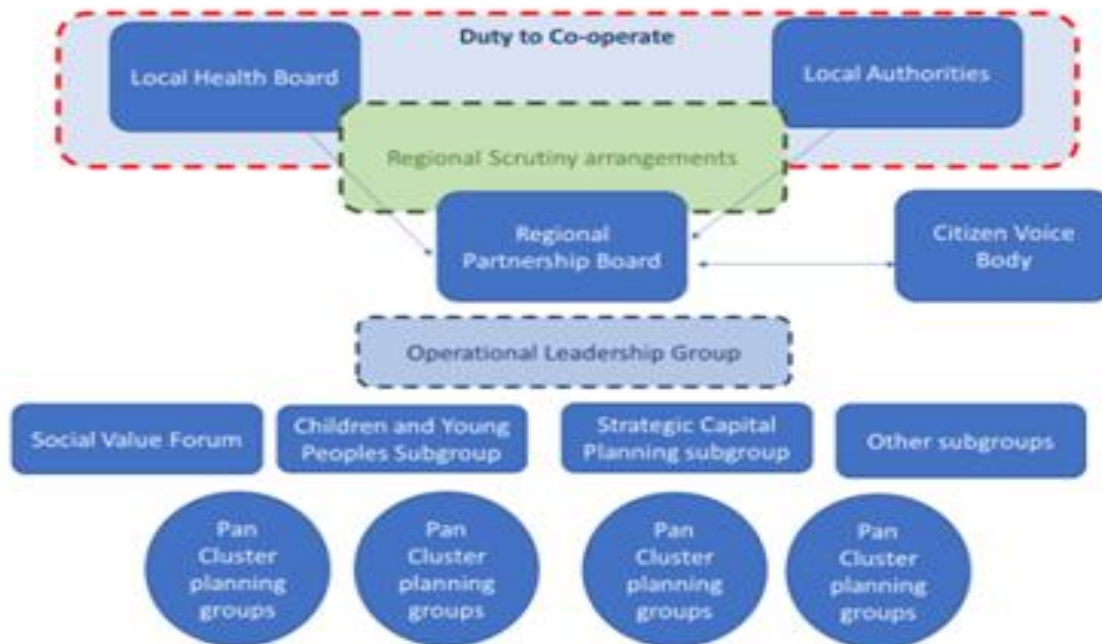 Duty to Co-operate
Local Health Board
Local Authorities
Regional Scrutiny arrangements
Regional
Partnership Board
Citizen Voice
Body
Operational Leadership Group
Social Value Forum
Children and Young
Peoples Subgroup
Strategic Capital
Planning subgroup
Other subgroups
Pan
Cluster
planning
groups
Pan
Cluster
planning
groups
Pan
Cluster
planning
groups
Pan
Cluster
planning
groups